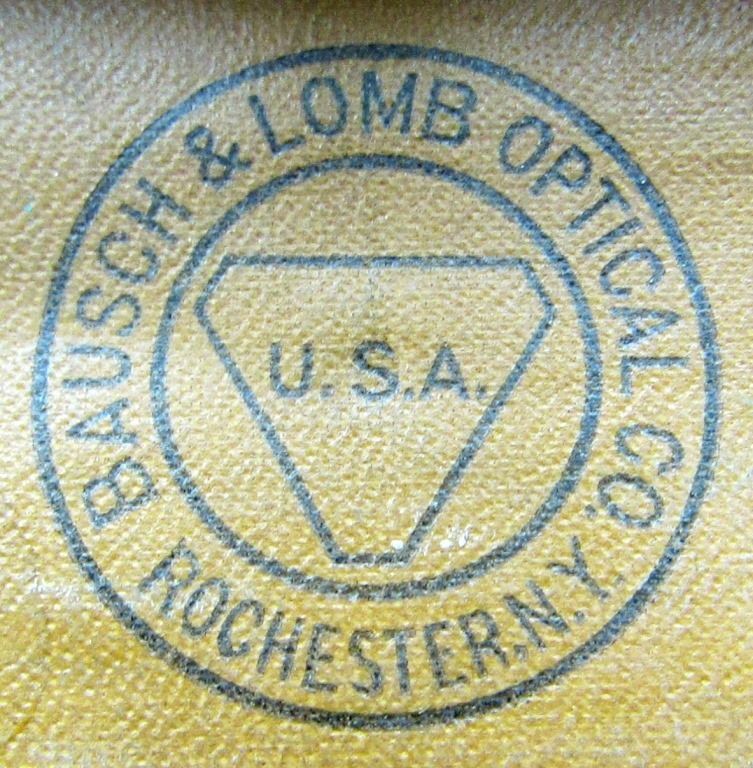 BAUSCH & LOMB OPTICAL CO.
U.S.A.
ROCHESTER, N.Y.